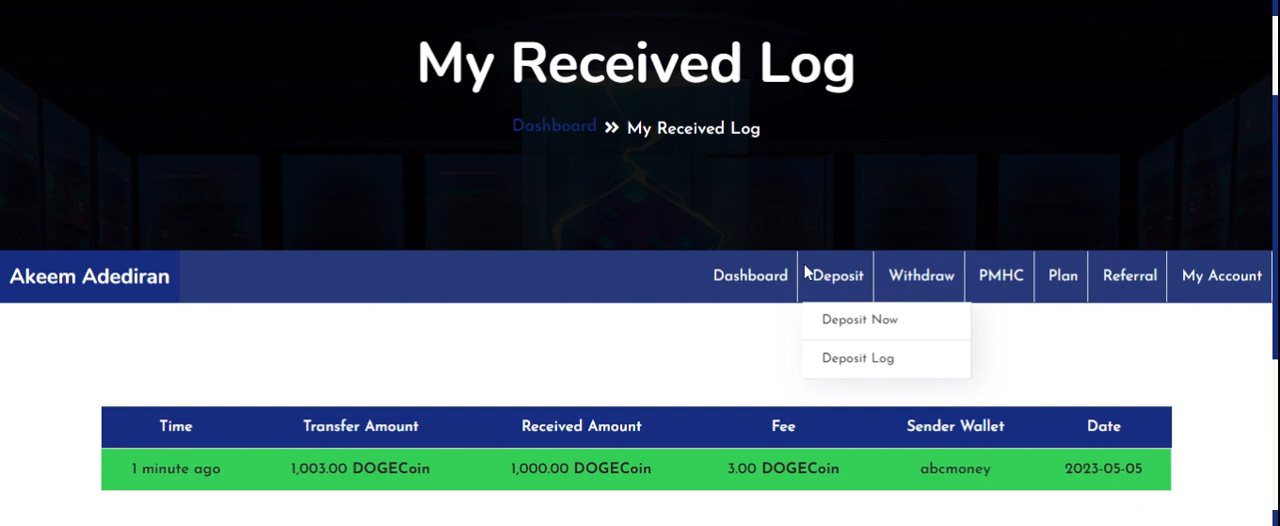 My Received Log
Dashboard » My Received Log
Akeem Adediran Dashboard Deposit Withdraw PMHC Plan Referral My Account
Deposit Now
Deposit Log
Time Transfer Amount Received Amount Fee Sender Wallet Date
1 minute ago 1,003.00 DOGECoin 1,000.00 DOGECoin 3.00 DOGECoin abcmoney 2023-05-05